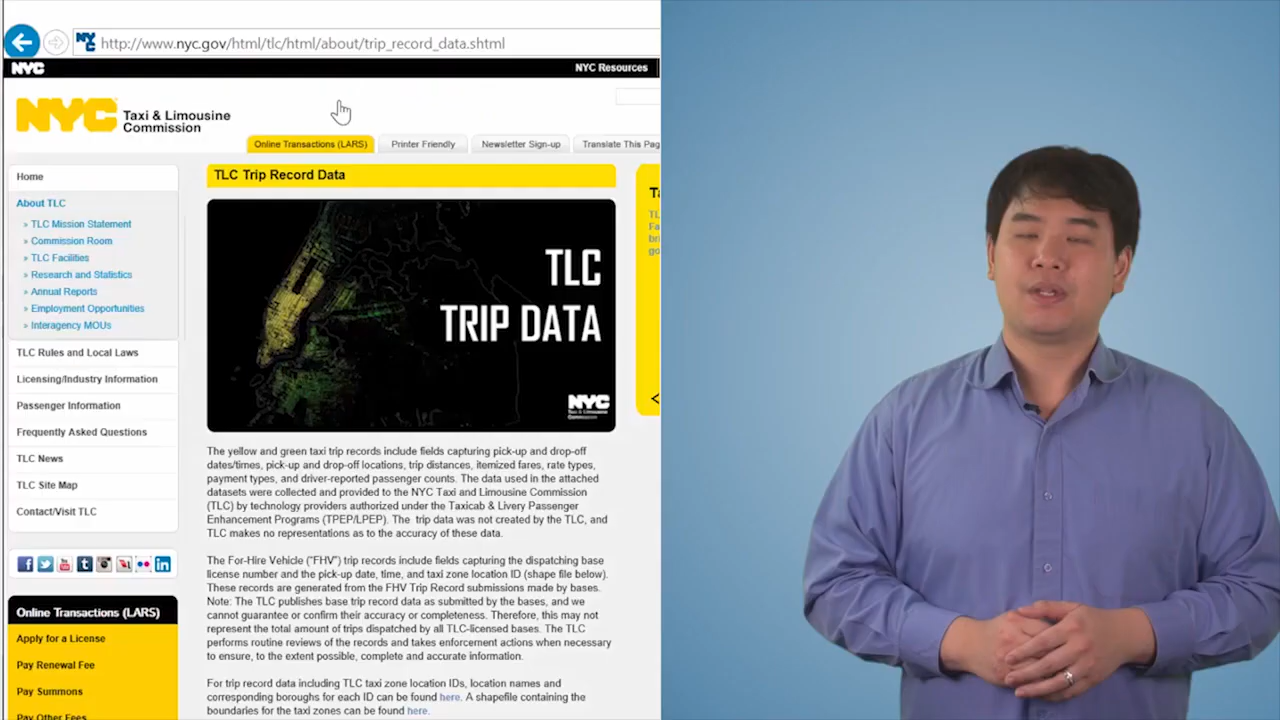 http://www.nyc.gov/html/tlc/html/about/trip_record_data.shtml
NYC
NYC Resources
NYC Taxi & Limousine
Commission
Online Transactions (LARS)
Printer Friendly
Newsletter Sign-up
Translate This Pag
Home
About TLC
» TLC Mission Statement
» Commission Room
» TLC Facilities
» Research and Statistics
» Annual Reports
» Employment Opportunities
» Interagency MOUs
TLC Rules and Local Laws
Licensing/Industry Information
Passenger Information
Frequently Asked Questions
TLC News
TLC Site Map
Contact/Visit TLC
Online Transactions (LARS)
Apply for a License
Pay Renewal Fee
Pay Summons
Pay Other Fees
TLC Trip Record Data
TLC
TRIP DATA
NYC
Taxi & Limousine
Commission
The yellow and green taxi trip records include fields capturing pick-up and drop-off
dates/times, pick-up and drop-off locations, trip distances, itemized fares, rate types,
payment types, and driver-reported passenger counts. The data used in the attached
datasets were collected and provided to the NYC Taxi and Limousine Commission
(TLC) by technology providers authorized under the Taxicab & Livery Passenger
Enhancement Programs (TPEP/LPEP). The trip data was not created by the TLC, and
TLC makes no representations as to the accuracy of these data.
The For-Hire Vehicle ("FHV") trip records include fields capturing the dispatching base
license number and the pick-up date, time, and taxi zone location ID (shape file below).
These records are generated from the FHV Trip Record submissions made by bases.
Note: The TLC publishes base trip record data as submitted by the bases, and we
cannot guarantee or confirm their accuracy or completeness. Therefore, this may not
represent the total amount of trips dispatched by all TLC-licensed bases. The TLC
performs routine reviews of the records and takes enforcement actions when necessary
to ensure, to the extent possible, complete and accurate information.
For trip record data including TLC taxi zone location IDs, location names and
corresponding boroughs for each ID can be found here. A shapefile containing the
boundaries for the taxi zones can be found here.
Ta
TL
Fa
bri
go